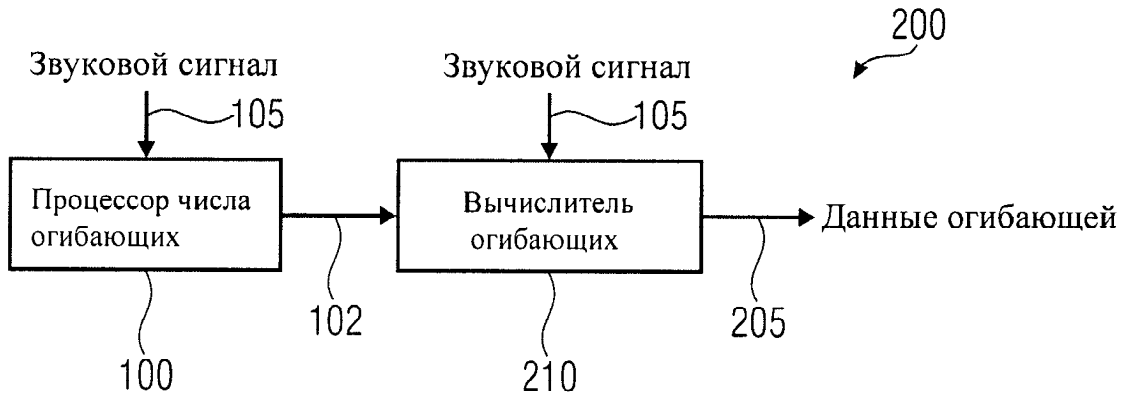 200
Звуковой сигнал
Звуковой сигнал
105
105
Процессор числа
огибающих
Вычислитель
огибающих
Данные огибающей
102
205
100
210